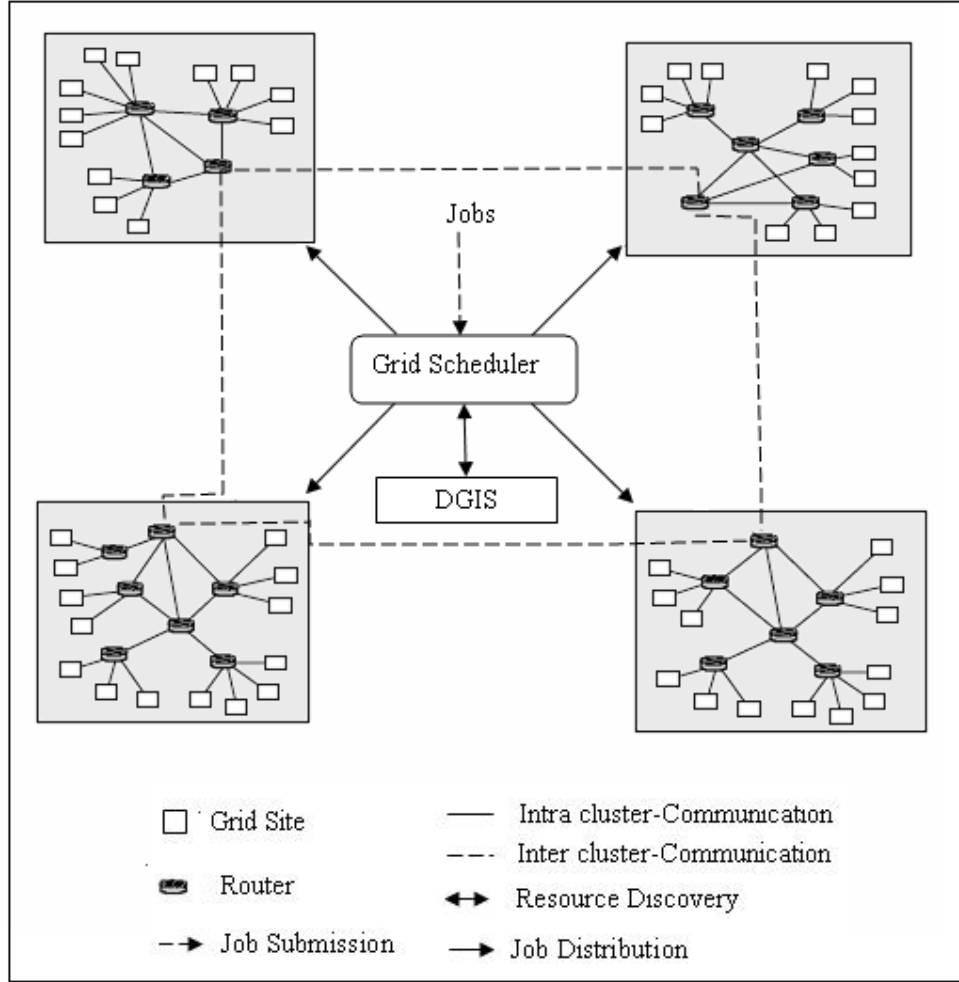 Jobs
Grid Scheduler
DGIS
Grid Site
Intra cluster-Communication
Inter cluster-Communication
Router
Resource Discovery
Job Submission
Job Distribution